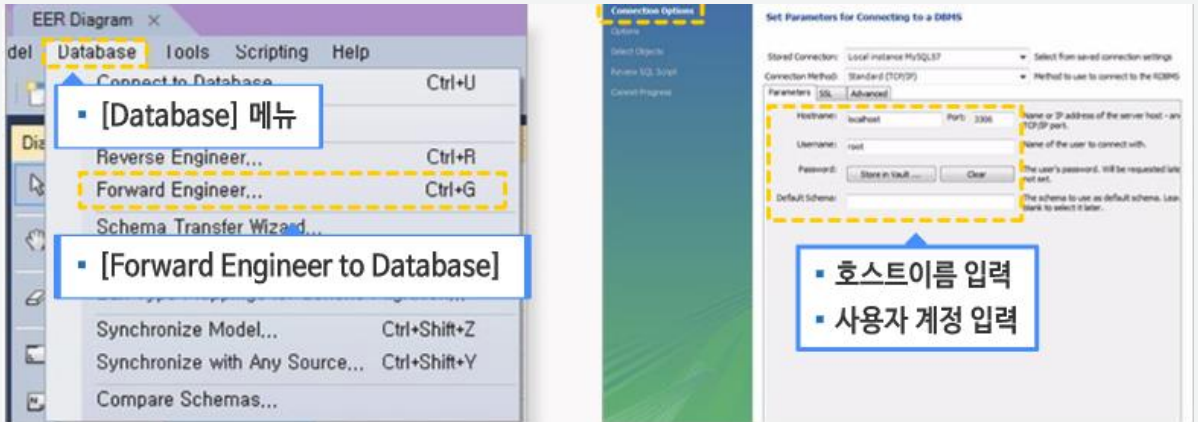 EER Diagram ×
del Database Tools Scripting Help
Connect to Database Ctrl+U
▪ [Database] 메뉴
Dia
Reverse Engineer... Ctrl+R
Forward Engineer... Ctrl+G
Schema Transfer Wizard...
▪ [Forward Engineer to Database]
Synchronize Model... Ctrl+Shift+Z
Synchronize with Any Source... Ctrl+Shift+Y
Compare Schemas...
Connection Options
Options
Select Objects
Review SQL Script
Commit Progress
Set Parameters for Connecting to a DBMS
Stored Connection: Local instance MySQL57 Select from saved connection settings
Connection Method: Standard (TCP/IP) Method to use to connect to the RDBMS
Parameters SSL Advanced
Hostname: localhost Port: 3306 Name or IP address of the server host - an
TCP/IP port.
Username: root Name of the user to connect with.
Password: Store in Vault ... Clear The user's password. Will be requested late
not set.
Default Schema: The schema to use as default schema. Lea
blank to select it later.
▪ 호스트이름 입력
▪ 사용자 계정 입력